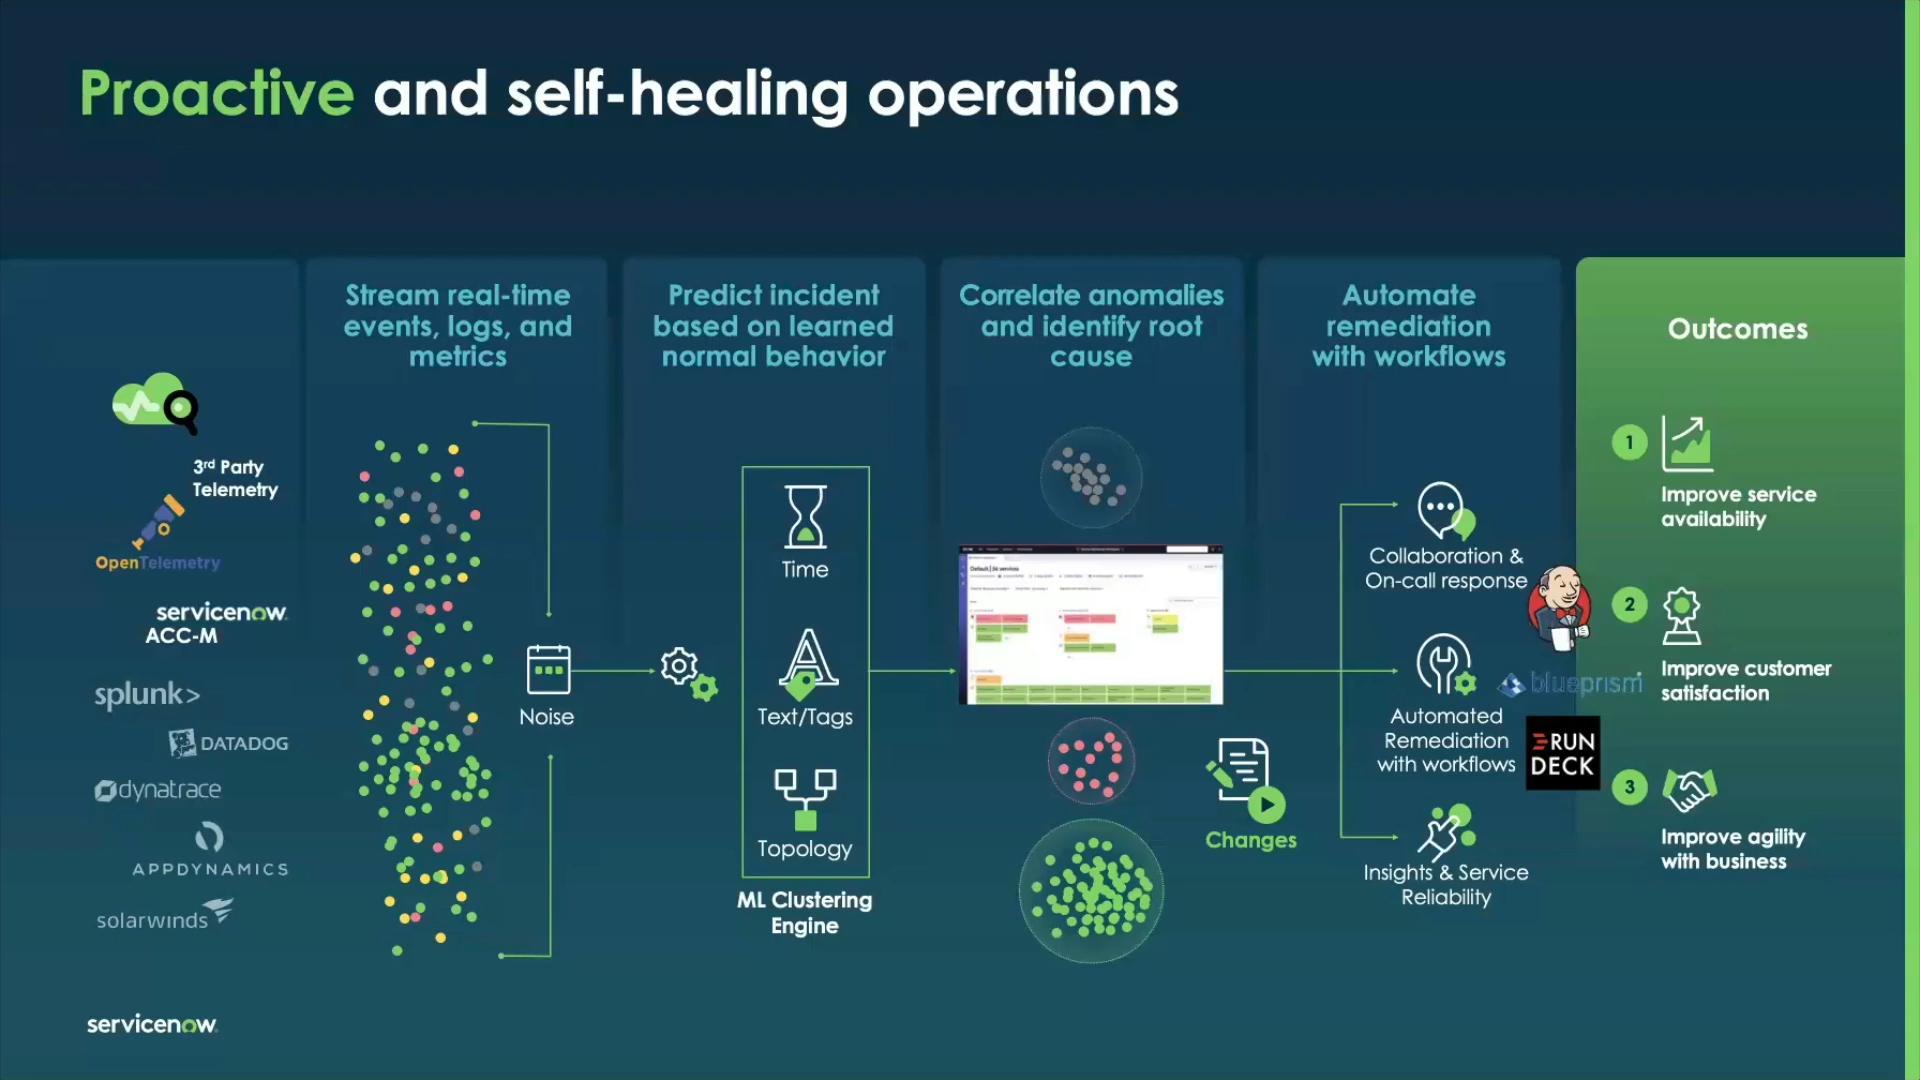 Proactive and self-healing operations
3rd Party
Telemetry
OpenTelemetry
servicenow
ACC-M
splunk>
DATADOG
dynatrace
APPDYNAMICS
solarwinds
servicenow
Stream real-time
events, logs, and
metrics
Noise
Predict incident
based on learned
normal behavior
Time
Text/Tags
Topology
ML Clustering
Engine
Correlate anomalies
and identify root
cause
Default | 36 services
Changes
Automate
remediation
with workflows
Collaboration &
On-call response
blueprism
Automated
Remediation
with workflows
RUN
DECK
Insights & Service
Reliability
Outcomes
1
Improve service
availability
2
Improve customer
satisfaction
3
Improve agility
with business